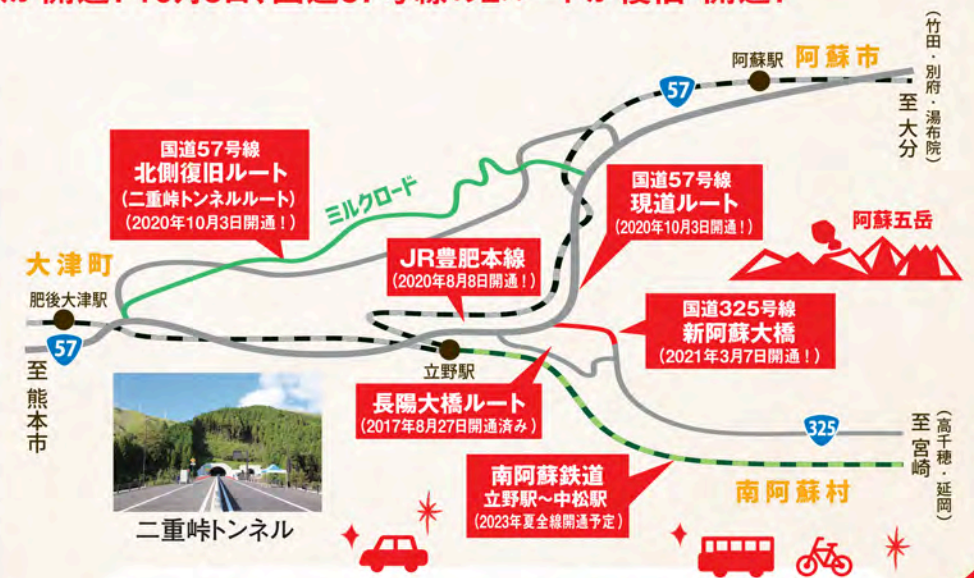 阿蘇駅
阿蘇市
57
至大分
(竹田・別府・湯布院)
国道57号線
北側復旧ルート
(二重峠トンネルルート)
(2020年10月3日開通!)
ミルクロード
国道57号線
現道ルート
(2020年10月3日開通!)
阿蘇五岳
大津町
肥後大津駅
JR豊肥本線
(2020年8月8日開通!)
国道325号線
新阿蘇大橋
(2021年3月7日開通!)
57
至熊本市
立野駅
長陽大橋ルート
(2017年8月27日開通済み)
325
至宮崎
(高千穂・延岡)
南阿蘇鉄道
立野駅〜中松駅
(2023年夏全線開通予定)
南阿蘇村
二重峠トンネル